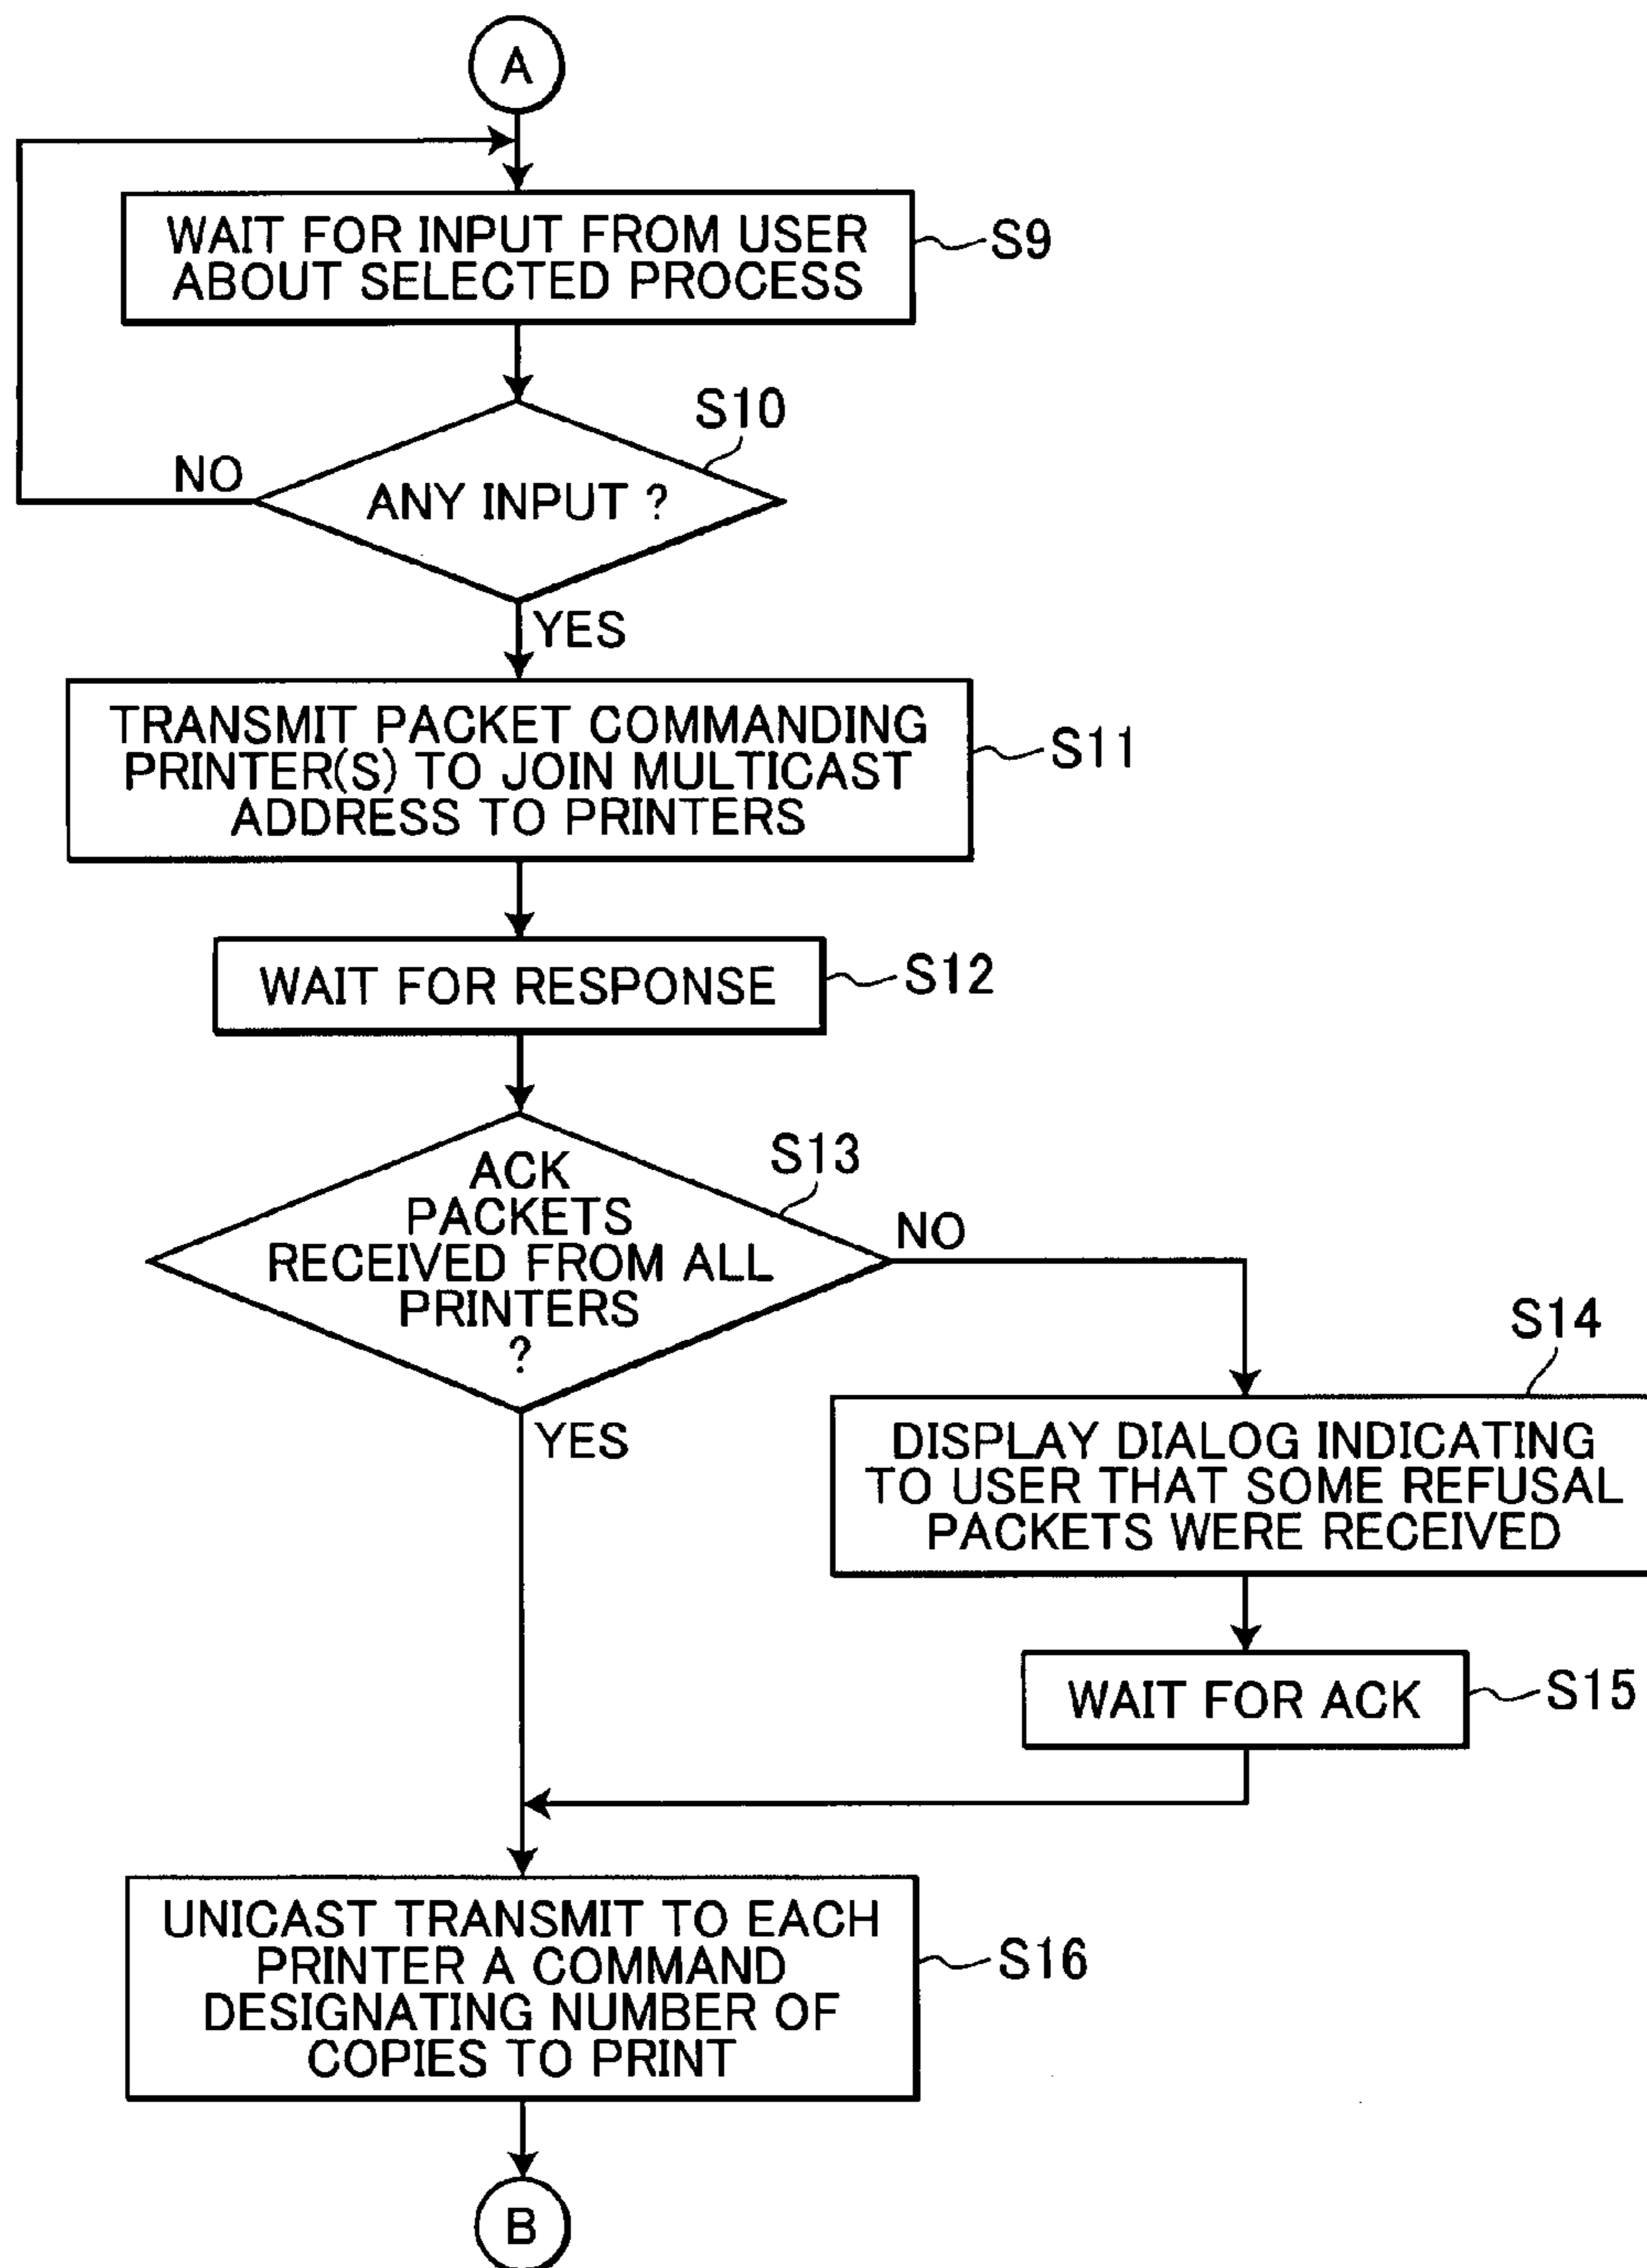 A
WAIT FOR INPUT FROM USER
ABOUT SELECTED PROCESS
S9
S10
NO
ANY INPUT ?
YES
TRANSMIT PACKET COMMANDING
PRINTER(S) TO JOIN MULTICAST
ADDRESS TO PRINTERS
S11
WAIT FOR RESPONSE
S12
S13
ACK
PACKETS
RECEIVED FROM ALL
PRINTERS
?
NO
YES
S14
DISPLAY DIALOG INDICATING
TO USER THAT SOME REFUSAL
PACKETS WERE RECEIVED
WAIT FOR ACK
S15
UNICAST TRANSMIT TO EACH
PRINTER A COMMAND
DESIGNATING NUMBER OF
COPIES TO PRINT
S16
B